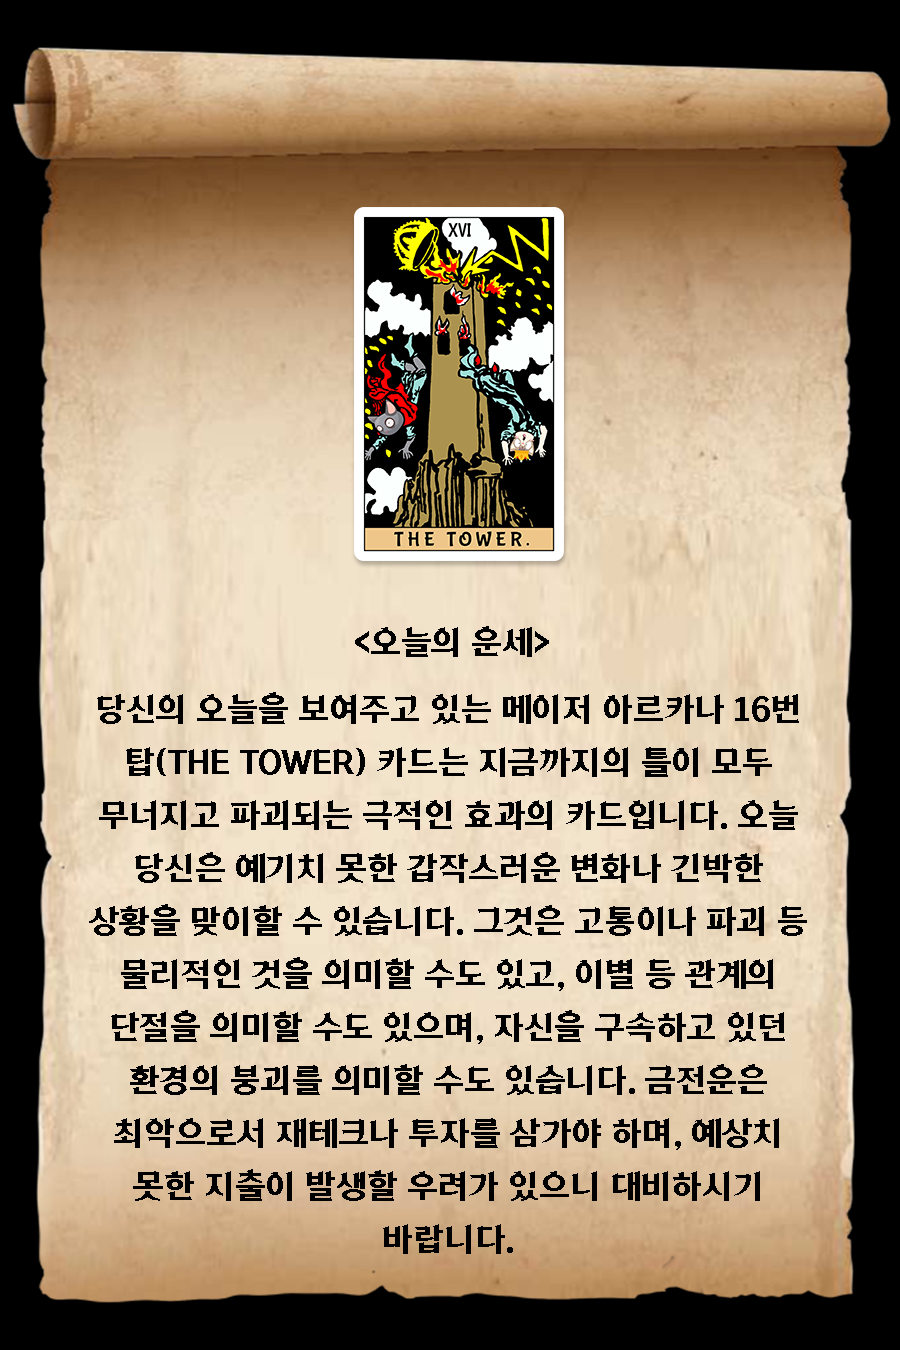 XVI
THE TOWER.
<오늘의 운세>
당신의 오늘을 보여주고 있는 메이저 아르카나 16번
탑(THE TOWER) 카드는 지금까지의 틀이 모두
무너지고 파괴되는 극적인 효과의 카드입니다. 오늘
당신은 예기치 못한 갑작스러운 변화나 긴박한
상황을 맞이할 수 있습니다. 그것은 고통이나 파괴 등
물리적인 것을 의미할 수도 있고, 이별 등 관계의
단절을 의미할 수도 있으며, 자신을 구속하고 있던
환경의 붕괴를 의미할 수도 있습니다. 금전운은
최악으로서 재테크나 투자를 삼가야 하며, 예상치
못한 지출이 발생할 우려가 있으니 대비하시기
바랍니다.